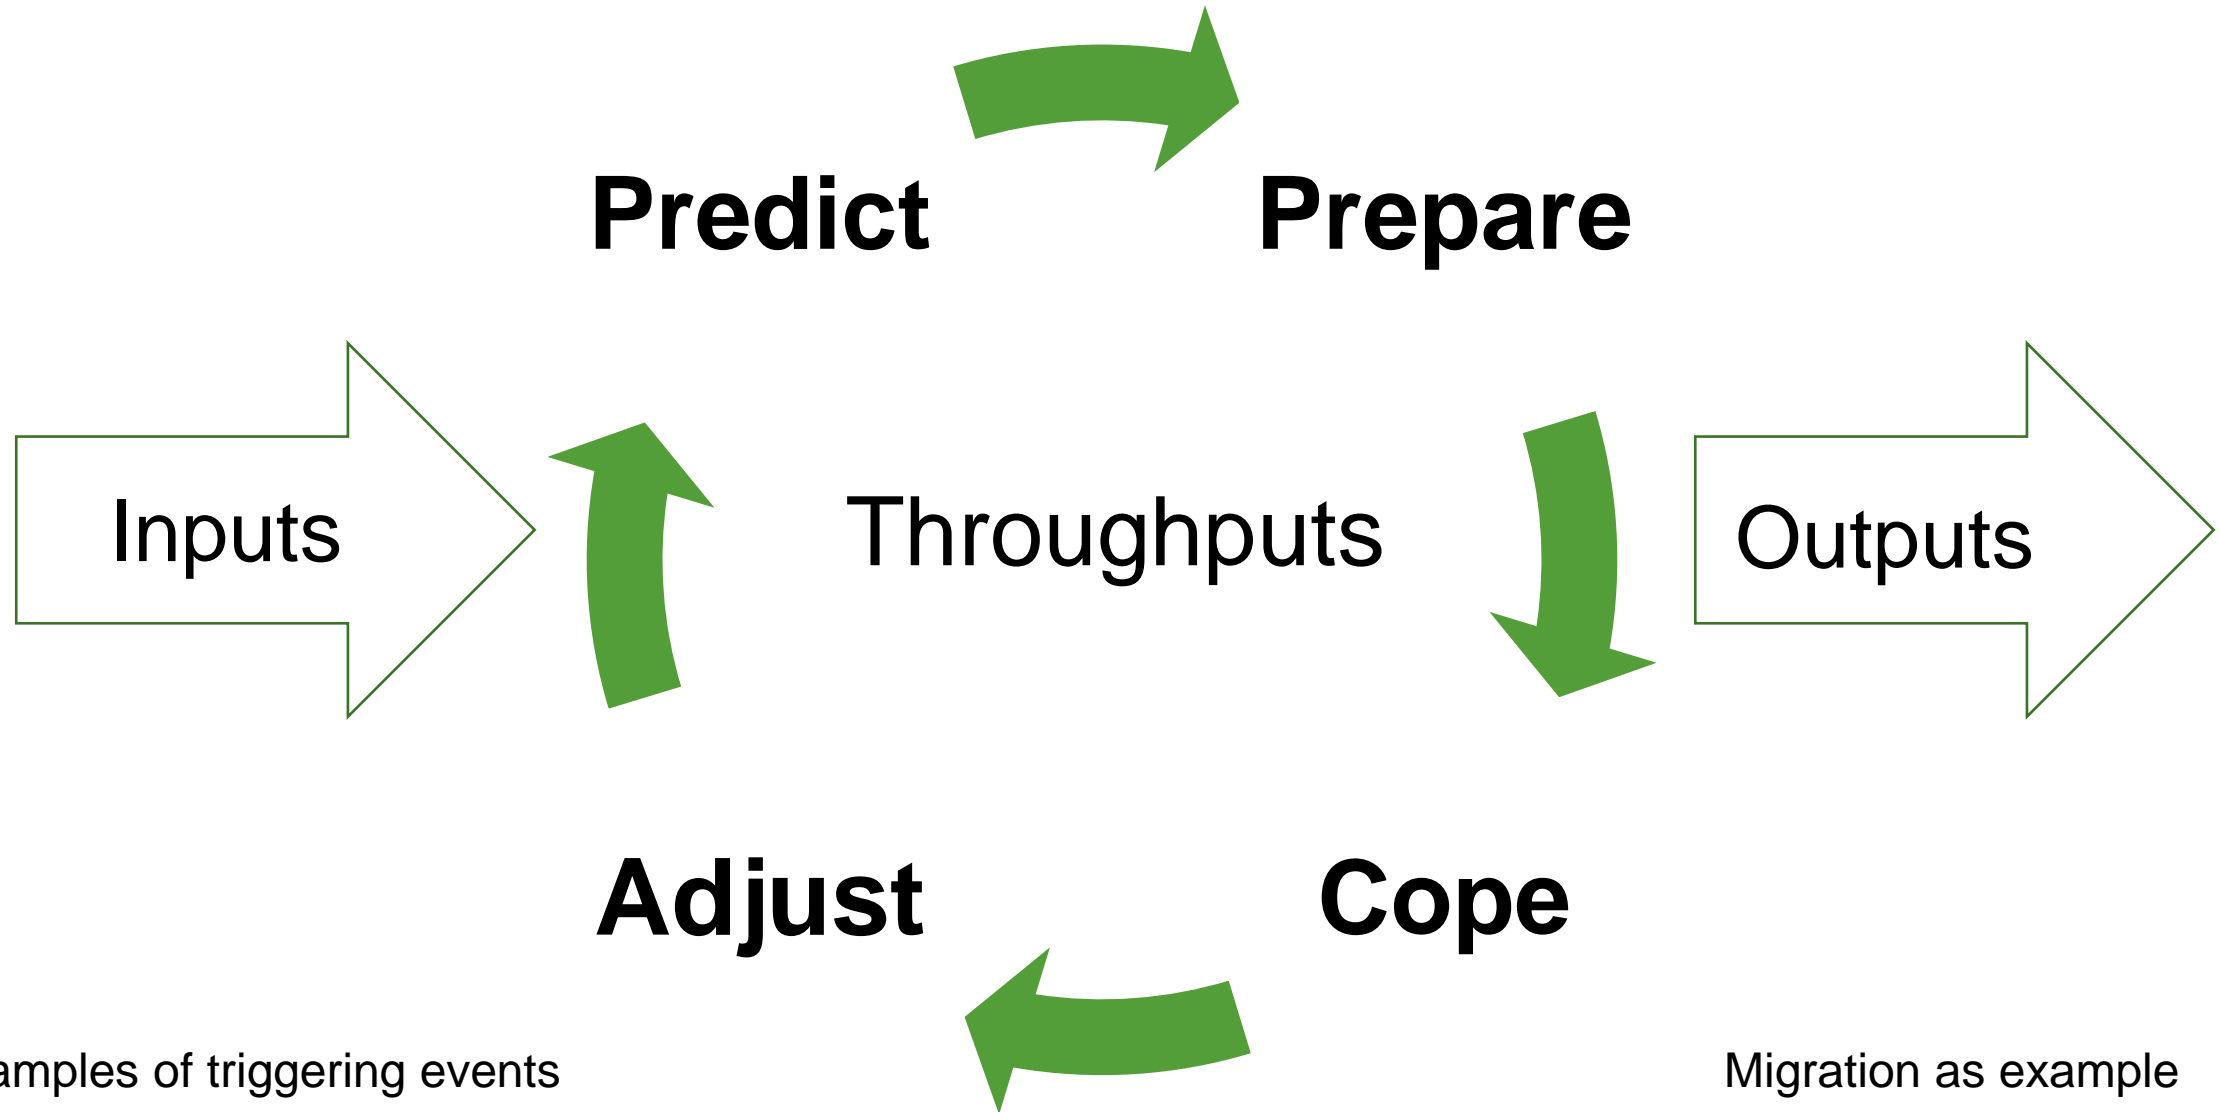 Predict
Prepare
Inputs
Throughputs
Outputs
Adjust
Cope
amples of triggering events
Migration as example